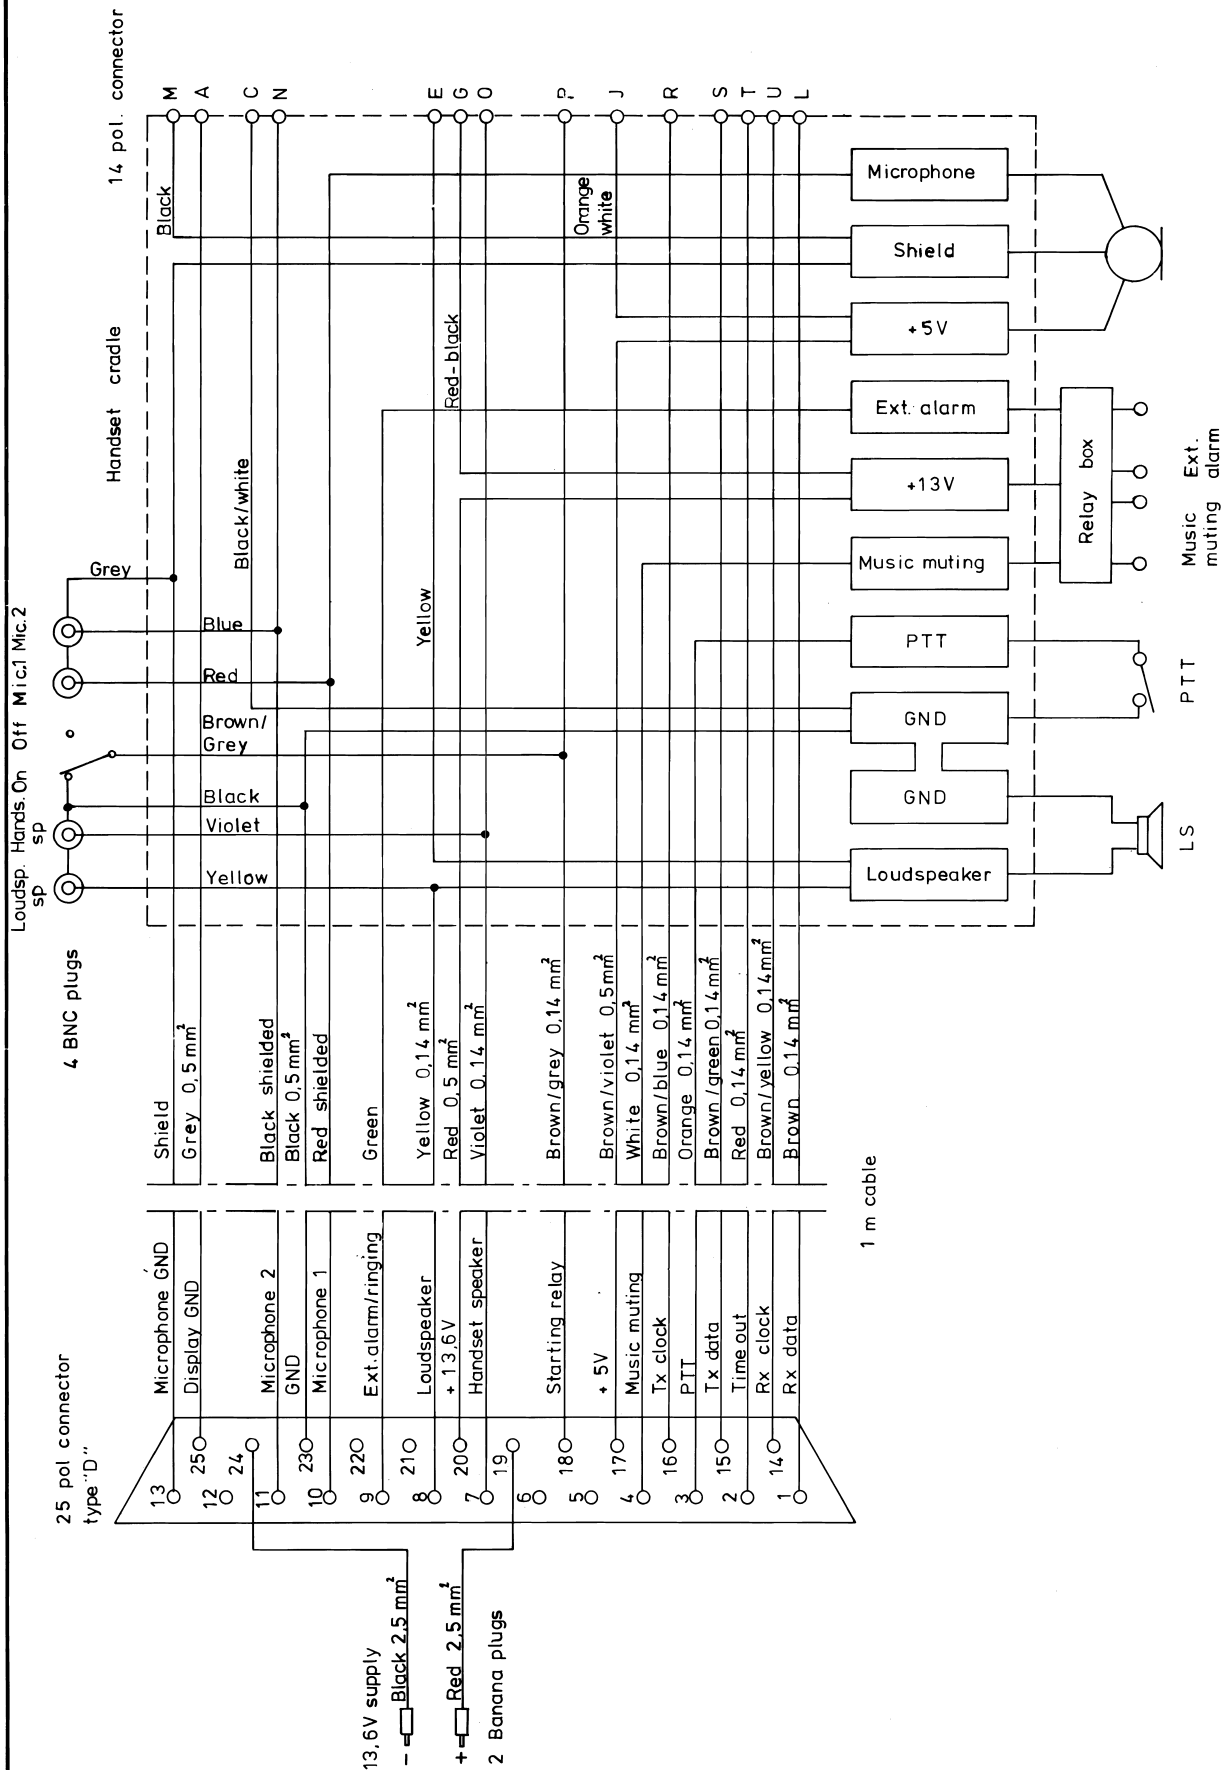 14 pol. connector
M
A
C
N
E
G
O
P
J
R
S
T
U
L
Handset cradle
Black
Black/white
Red-black
Yellow
Orange
white
Microphone
Shield
+5V
Ext. alarm
+13V
Music muting
PTT
GND
GND
Loudspeaker
Relay box
Ext.
alarm
Music
muting
PTT
LS
Grey
Blue
Red
Brown/
Grey
Black
Violet
Yellow
Loudsp. Hands. On Off Mic.1 Mic.2
sp sp
4 BNC plugs
Shield
Grey 0,5 mm²
Black shielded
Black 0,5 mm²
Red shielded
Green
Yellow 0,14 mm²
Red 0,5 mm²
Violet 0,14 mm²
Brown/grey 0,14 mm²
Brown/violet 0,5 mm²
White 0,14 mm²
Brown/blue 0,14 mm²
Orange 0,14 mm²
Brown/green 0,14 mm²
Red 0,14 mm²
Brown/yellow 0,14 mm²
Brown 0,14 mm²
1 m cable
Microphone GND
Display GND
Microphone 2
GND
Microphone 1
Ext. alarm/ringing
Loudspeaker
+13,6V
Handset speaker
Starting relay
+5V
Music muting
Tx clock
PTT
Tx data
Time out
Rx clock
Rx data
25 pol connector
type "D"
13
25
12
24
11
23
10
22
9
21
8
20
7
19
6
18
5
17
4
16
3
15
2
14
1
13,6V supply
- Black 2,5 mm²
+ Red 2,5 mm²
2 Banana plugs